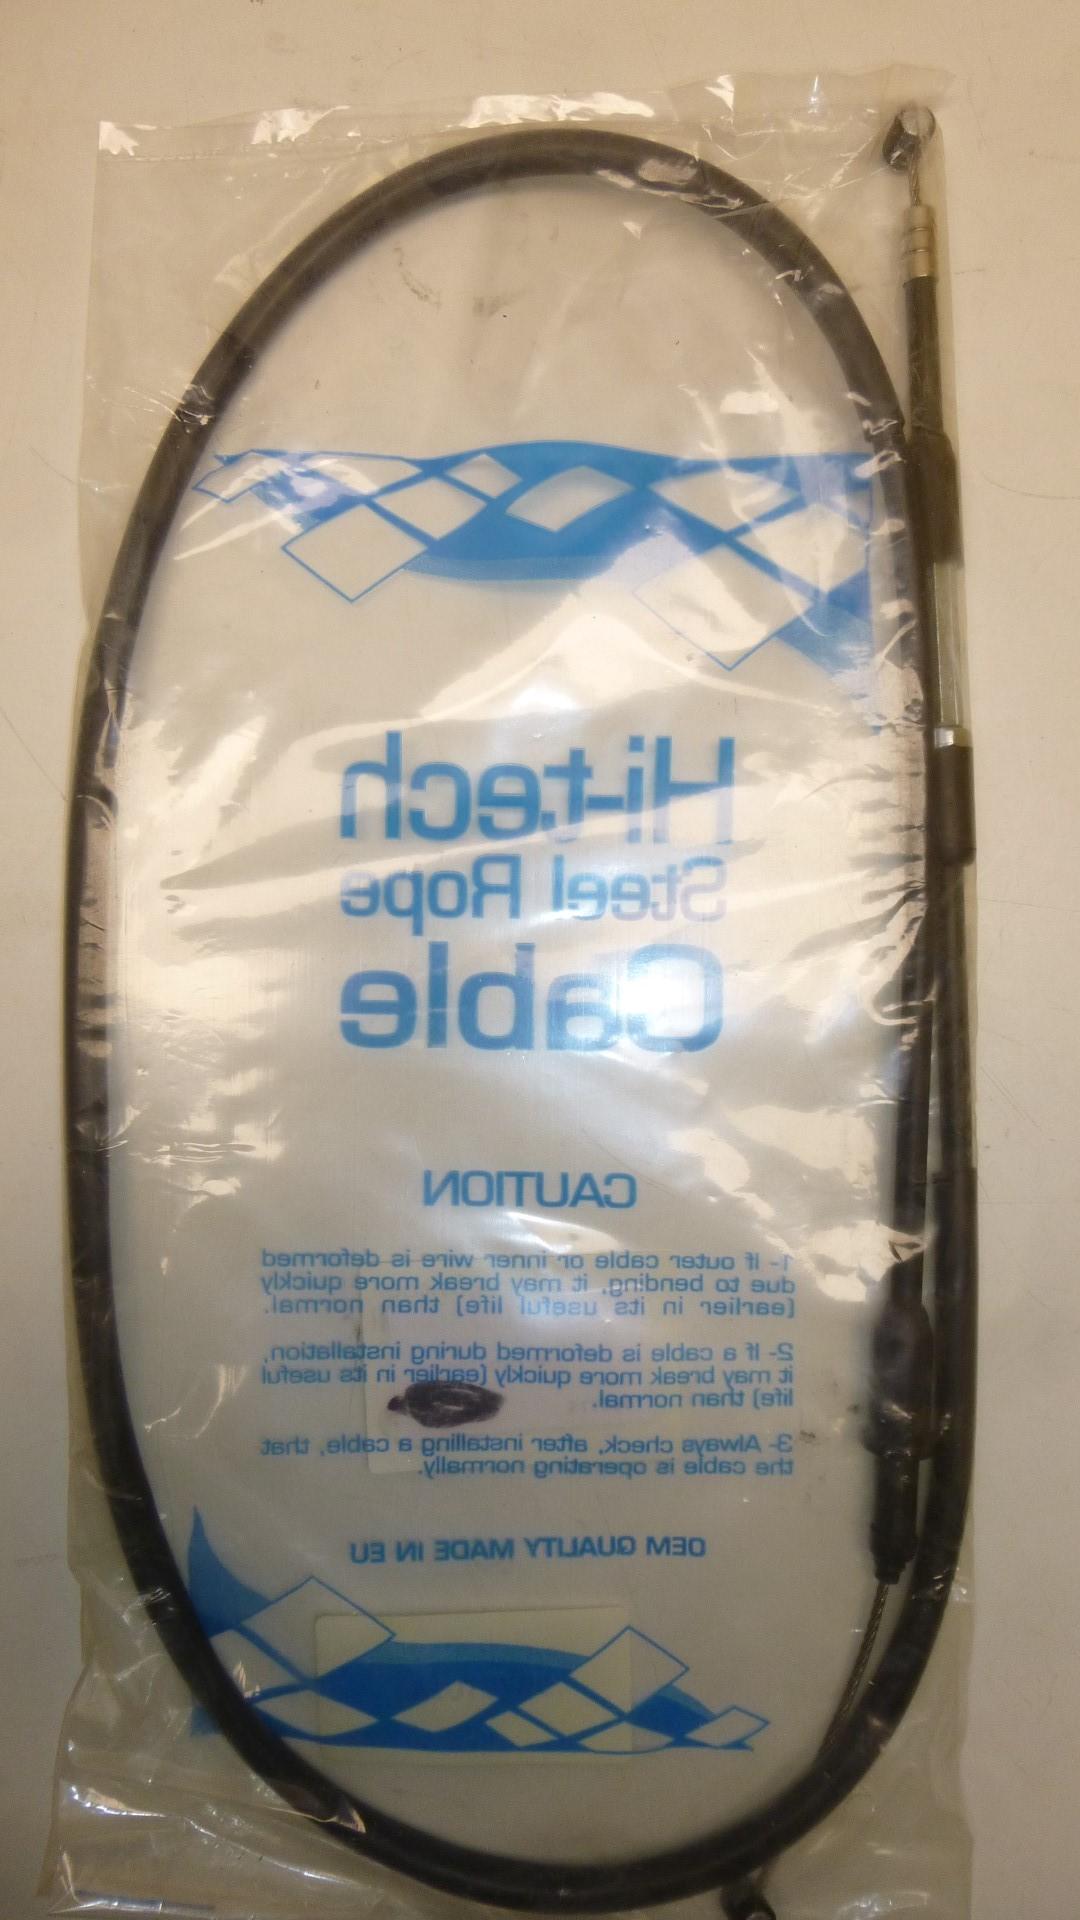 Hi-tech
Steel Rope
Cable
CAUTION
1- If outer cable or inner wire is deformed
due to bending, it may break more quickly
(earlier in its useful life) than normal.
2- If a cable is deformed during installation,
it may break more quickly (earlier in its useful
life) than normal.
3- Always check, after installing a cable, that
the cable is operating normally.
OEM QUALITY MADE IN EU